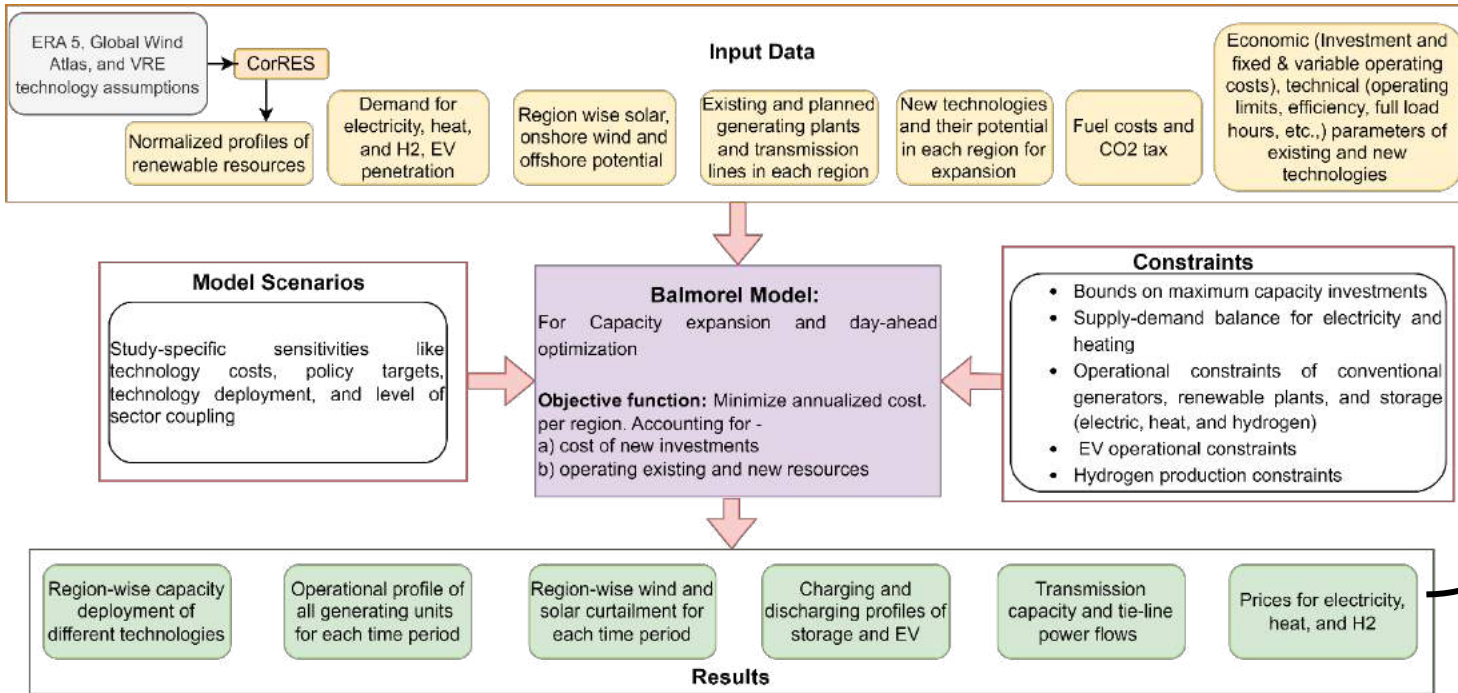 ERA 5, Global Wind
Atlas, and VRE
technology assumptions
CorRES
Input Data
Normalized profiles of
renewable resources
Demand for
electricity, heat,
and H2, EV
penetration
Region wise solar,
onshore wind and
offshore potential
Existing and planned
generating plants
and transmission
lines in each region
New technologies
and their potential
in each region for
expansion
Fuel costs and
CO2 tax
Economic (Investment and
fixed & variable operating
costs), technical (operating
limits, efficiency, full load
hours, etc.,) parameters of
existing and new
technologies
Model Scenarios
Study-specific sensitivities like
technology costs, policy targets,
technology deployment, and level of
sector coupling
Balmorel Model:
For Capacity expansion and day-ahead
optimization
Objective function: Minimize annualized cost.
per region. Accounting for -
a) cost of new investments
b) operating existing and new resources
Constraints
• Bounds on maximum capacity investments
• Supply-demand balance for electricity and
heating
• Operational constraints of conventional
generators, renewable plants, and storage
(electric, heat, and hydrogen)
• EV operational constraints
• Hydrogen production constraints
Region-wise capacity
deployment of
different technologies
Operational profile of
all generating units
for each time period
Region-wise wind and
solar curtailment for
each time period
Charging and
discharging profiles of
storage and EV
Transmission
capacity and tie-line
power flows
Prices for electricity,
heat, and H2
Results